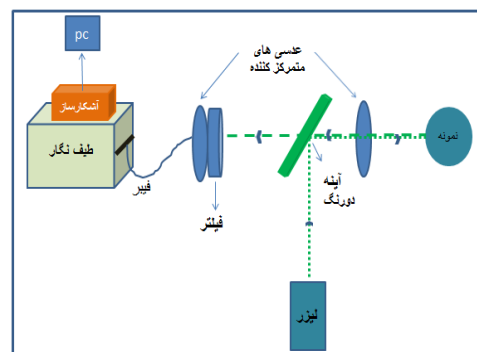 pc
عدسی های
متمرکز کننده
آشکارساز
طیف نگار
نمونه
آینه
دورنگ
فیبر
فیلتر
لیزر